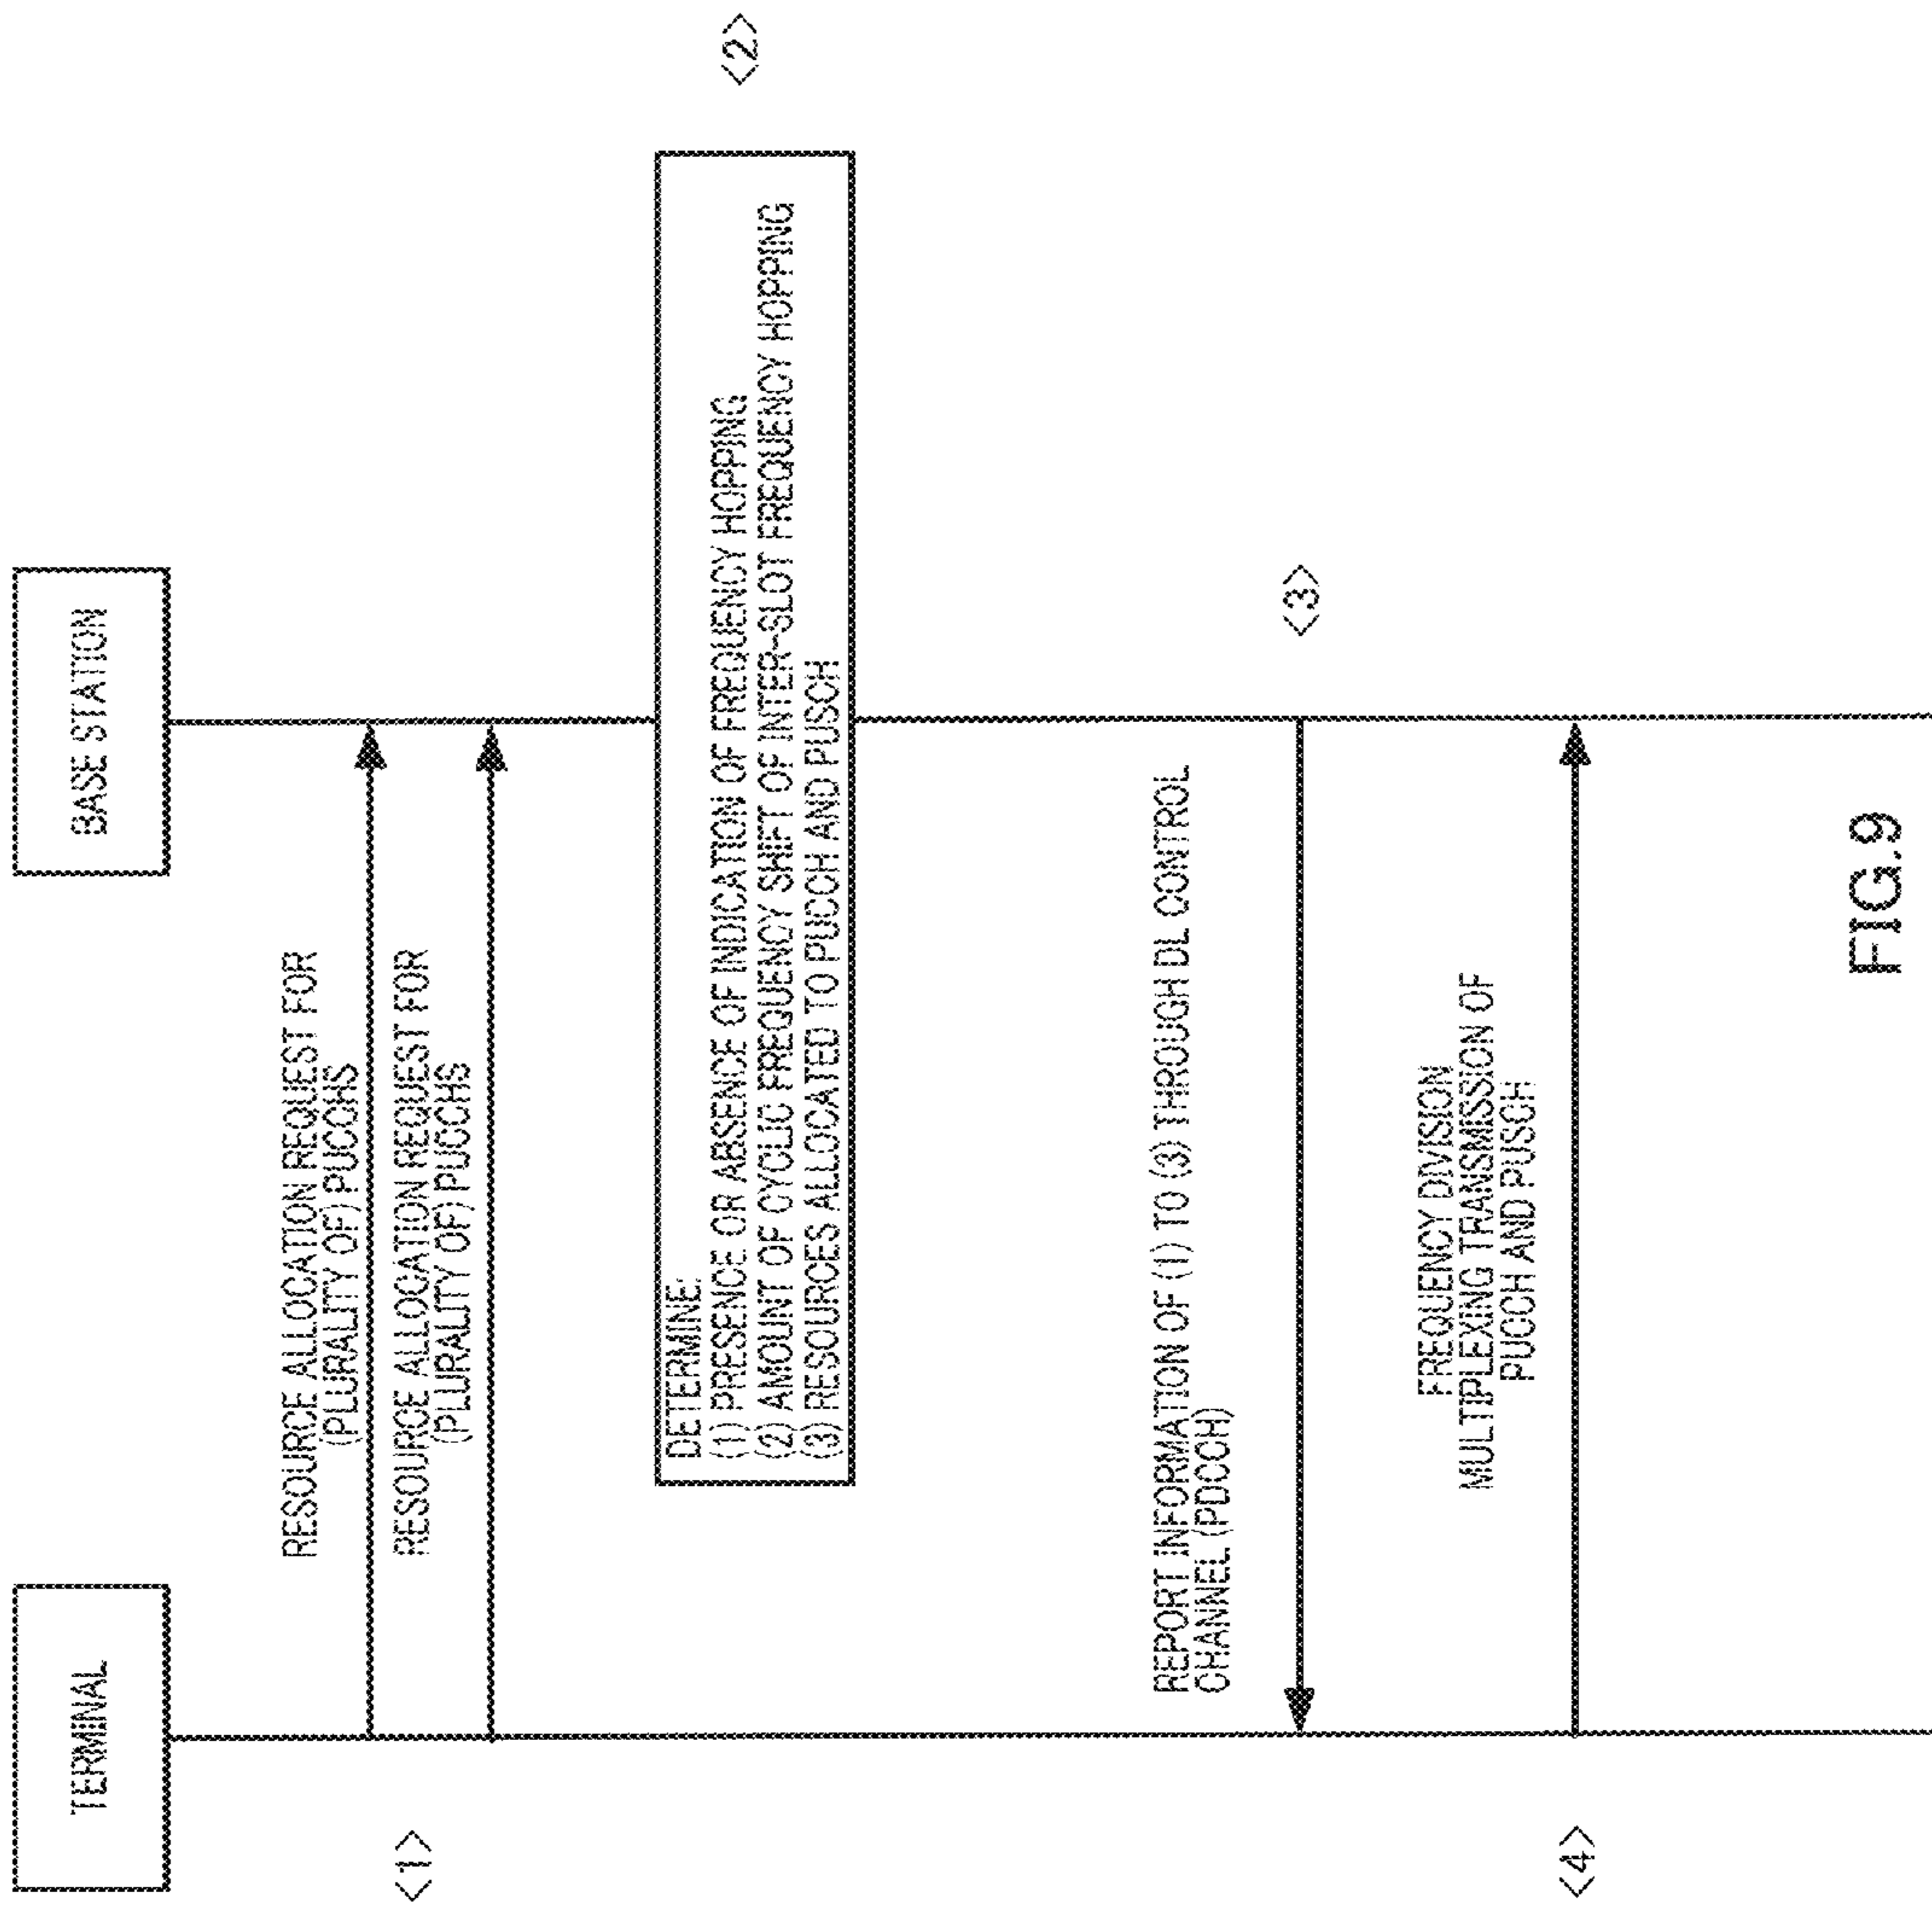 TERMINAL
BASE STATION
<1>
RESOURCE ALLOCATION REQUEST FOR
(PLURALITY OF) PUCCHS
RESOURCE ALLOCATION REQUEST FOR
(PLURALITY OF) PUCCHS
DETERMINE:
(1) PRESENCE OR ABSENCE OF INDICATION OF FREQUENCY HOPPING
(2) AMOUNT OF CYCLIC FREQUENCY SHIFT OF INTER-SLOT FREQUENCY HOPPING
(3) RESOURCES ALLOCATED TO PUCCH AND PUSCH
<2>
REPORT INFORMATION OF (1) TO (3) THROUGH DL CONTROL
CHANNEL (PDCCH)
<3>
<4>
FREQUENCY DIVISION
MULTIPLEXING TRANSMISSION OF
PUCCH AND PUSCH
FIG.9